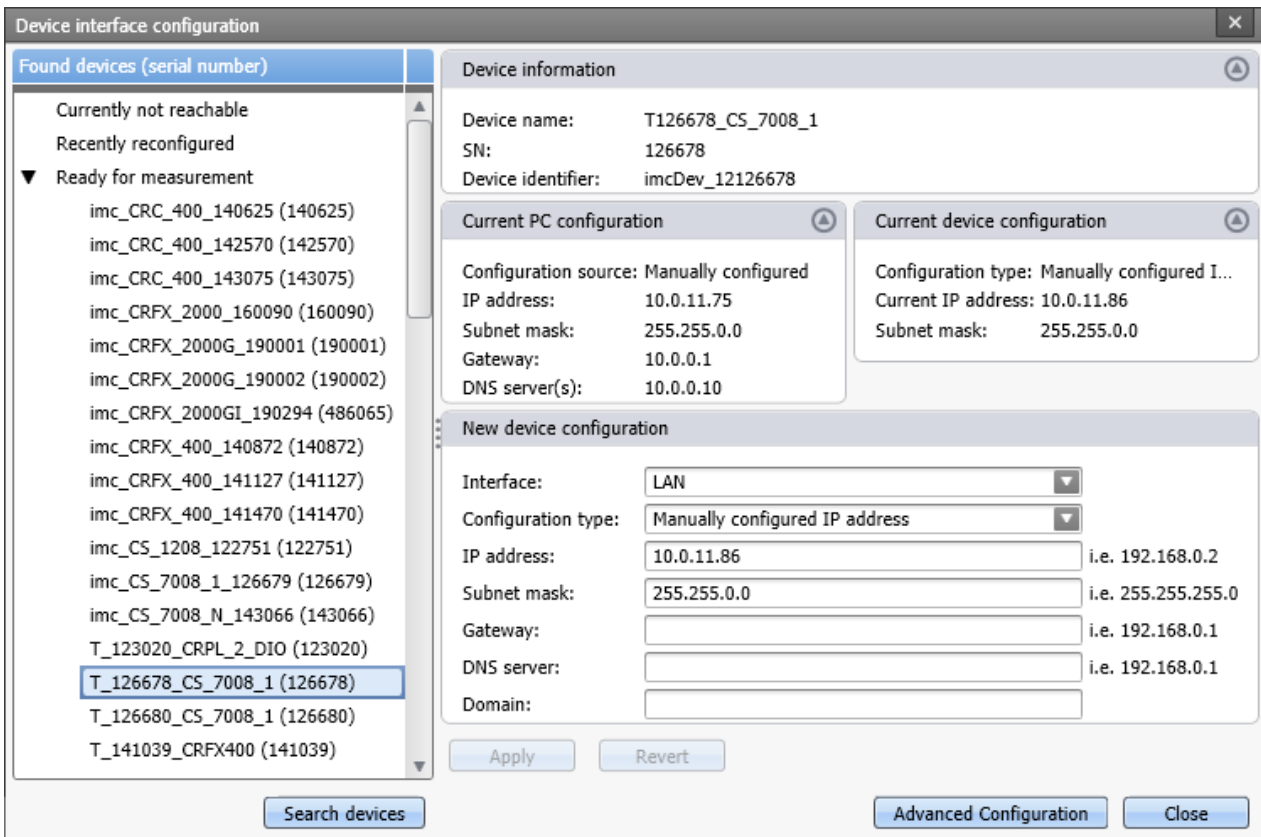 Device interface configuration
Found devices (serial number)
Currently not reachable
Recently reconfigured
Ready for measurement
imc_CRC_400_140625 (140625)
imc_CRC_400_142570 (142570)
imc_CRC_400_143075 (143075)
imc_CRFX_2000_160090 (160090)
imc_CRFX_2000G_190001 (190001)
imc_CRFX_2000G_190002 (190002)
imc_CRFX_2000GI_190294 (486065)
imc_CRFX_400_140872 (140872)
imc_CRFX_400_141127 (141127)
imc_CRFX_400_141470 (141470)
imc_CS_1208_122751 (122751)
imc_CS_7008_1_126679 (126679)
imc_CS_7008_N_143066 (143066)
T_123020_CRPL_2_DIO (123020)
T_126678_CS_7008_1 (126678)
T_126680_CS_7008_1 (126680)
T_141039_CRFX400 (141039)
Search devices
Device information
Device name: T126678_CS_7008_1
SN: 126678
Device identifier: imcDev_12126678
Current PC configuration
Configuration source: Manually configured
IP address: 10.0.11.75
Subnet mask: 255.255.0.0
Gateway: 10.0.0.1
DNS server(s): 10.0.0.10
Current device configuration
Configuration type: Manually configured I...
Current IP address: 10.0.11.86
Subnet mask: 255.255.0.0
New device configuration
Interface: LAN
Configuration type: Manually configured IP address
IP address: 10.0.11.86 i.e. 192.168.0.2
Subnet mask: 255.255.0.0 i.e. 255.255.255.0
Gateway: i.e. 192.168.0.1
DNS server: i.e. 192.168.0.1
Domain:
Apply Revert
Advanced Configuration Close